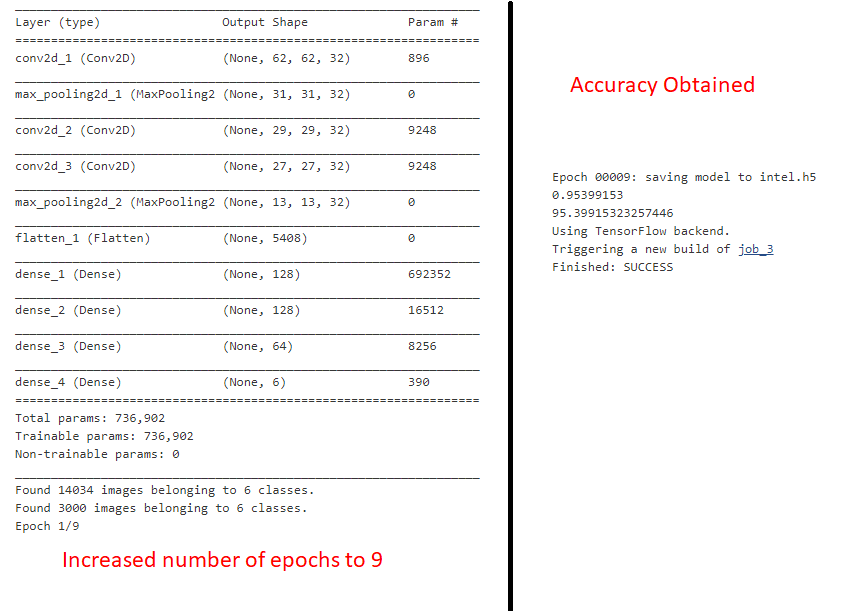 Layer (type) Output Shape Param #
=================================================================
conv2d_1 (Conv2D) (None, 62, 62, 32) 896
max_pooling2d_1 (MaxPooling2 (None, 31, 31, 32) 0
conv2d_2 (Conv2D) (None, 29, 29, 32) 9248
conv2d_3 (Conv2D) (None, 27, 27, 32) 9248
max_pooling2d_2 (MaxPooling2 (None, 13, 13, 32) 0
flatten_1 (Flatten) (None, 5408) 0
dense_1 (Dense) (None, 128) 692352
dense_2 (Dense) (None, 128) 16512
dense_3 (Dense) (None, 64) 8256
dense_4 (Dense) (None, 6) 390
=================================================================
Total params: 736,902
Trainable params: 736,902
Non-trainable params: 0
Found 14034 images belonging to 6 classes.
Found 3000 images belonging to 6 classes.
Epoch 1/9
Increased number of epochs to 9
Accuracy Obtained
Epoch 00009: saving model to intel.h5
0.95399153
95.39915323257446
Using TensorFlow backend.
Triggering a new build of job_3
Finished: SUCCESS